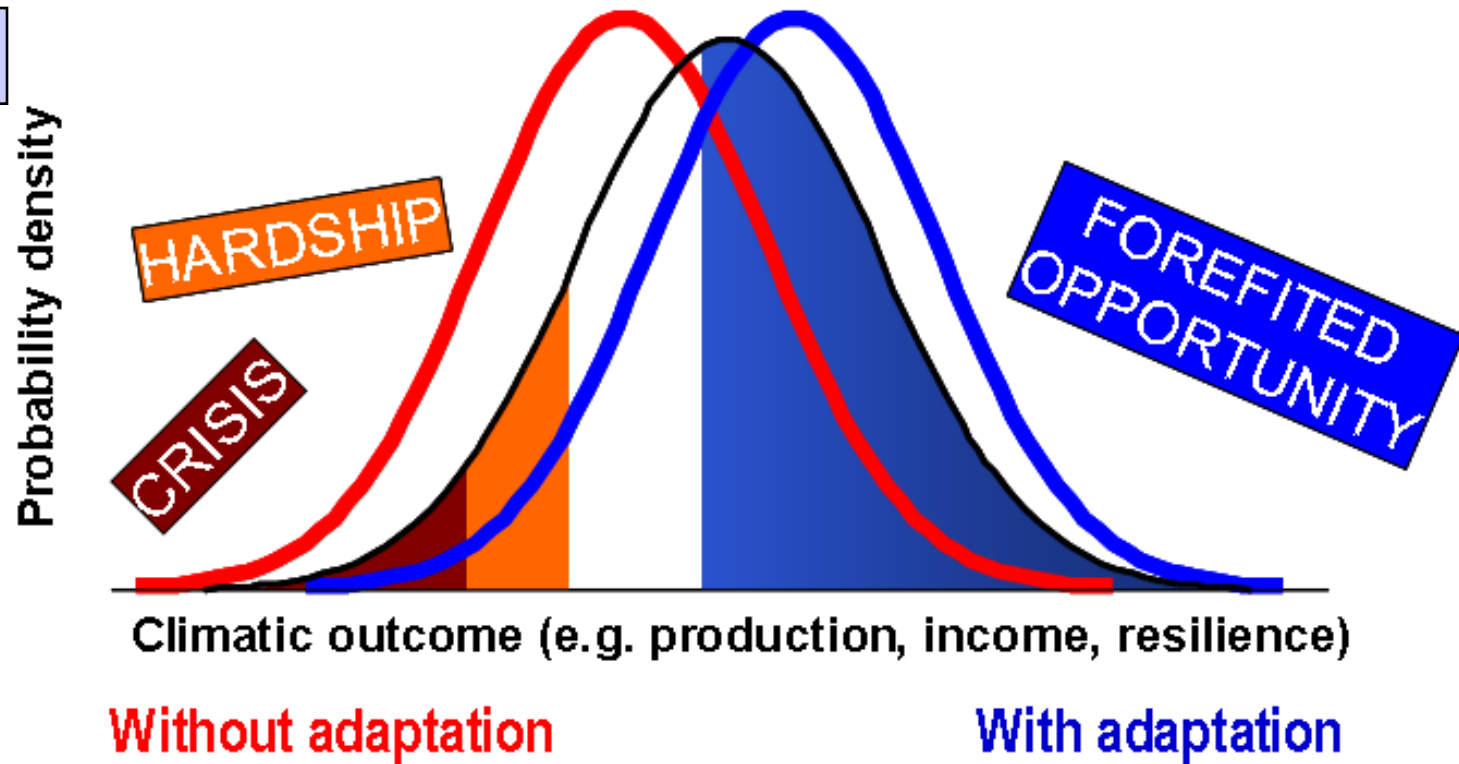 Probability density
HARDSHIP
CRISIS
FOREFITED
OPPORTUNITY
Climatic outcome (e.g. production, income, resilience)
Without adaptation
With adaptation